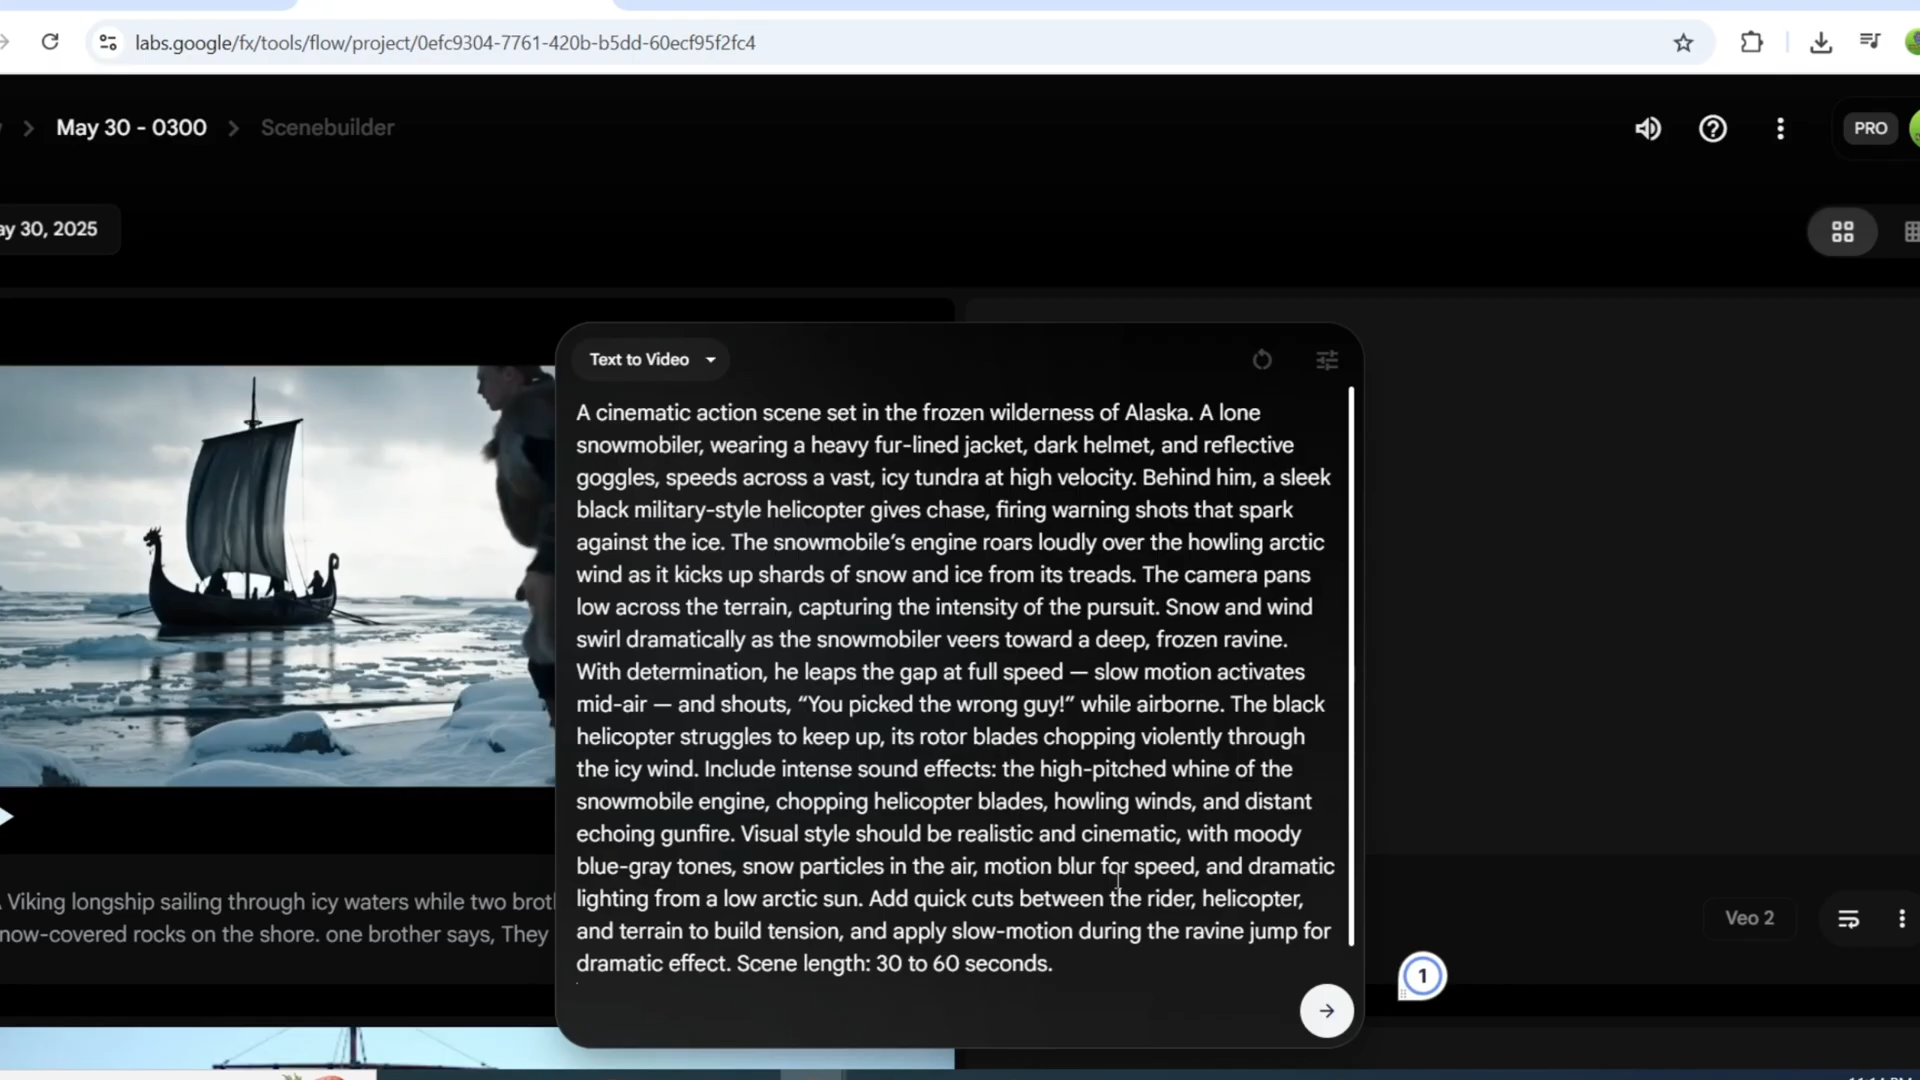 labs.google/fx/tools/flow/project/0efc9304-7761-420b-b5dd-60ecf95f2fc4
May 30 - 0300
Scenebuilder
PRO
ay 30, 2025
Text to Video
A cinematic action scene set in the frozen wilderness of Alaska. A lone
snowmobiler, wearing a heavy fur-lined jacket, dark helmet, and reflective
goggles, speeds across a vast, icy tundra at high velocity. Behind him, a sleek
black military-style helicopter gives chase, firing warning shots that spark
against the ice. The snowmobile’s engine roars loudly over the howling arctic
wind as it kicks up shards of snow and ice from its treads. The camera pans
low across the terrain, capturing the intensity of the pursuit. Snow and wind
swirl dramatically as the snowmobiler veers toward a deep, frozen ravine.
With determination, he leaps the gap at full speed — slow motion activates
mid-air — and shouts, “You picked the wrong guy!” while airborne. The black
helicopter struggles to keep up, its rotor blades chopping violently through
the icy wind. Include intense sound effects: the high-pitched whine of the
snowmobile engine, chopping helicopter blades, howling winds, and distant
echoing gunfire. Visual style should be realistic and cinematic, with moody
blue-gray tones, snow particles in the air, motion blur for speed, and dramatic
lighting from a low arctic sun. Add quick cuts between the rider, helicopter,
and terrain to build tension, and apply slow-motion during the ravine jump for
dramatic effect. Scene length: 30 to 60 seconds.
Viking longship sailing through icy waters while two brot
now-covered rocks on the shore. one brother says, They
Veo 2
1